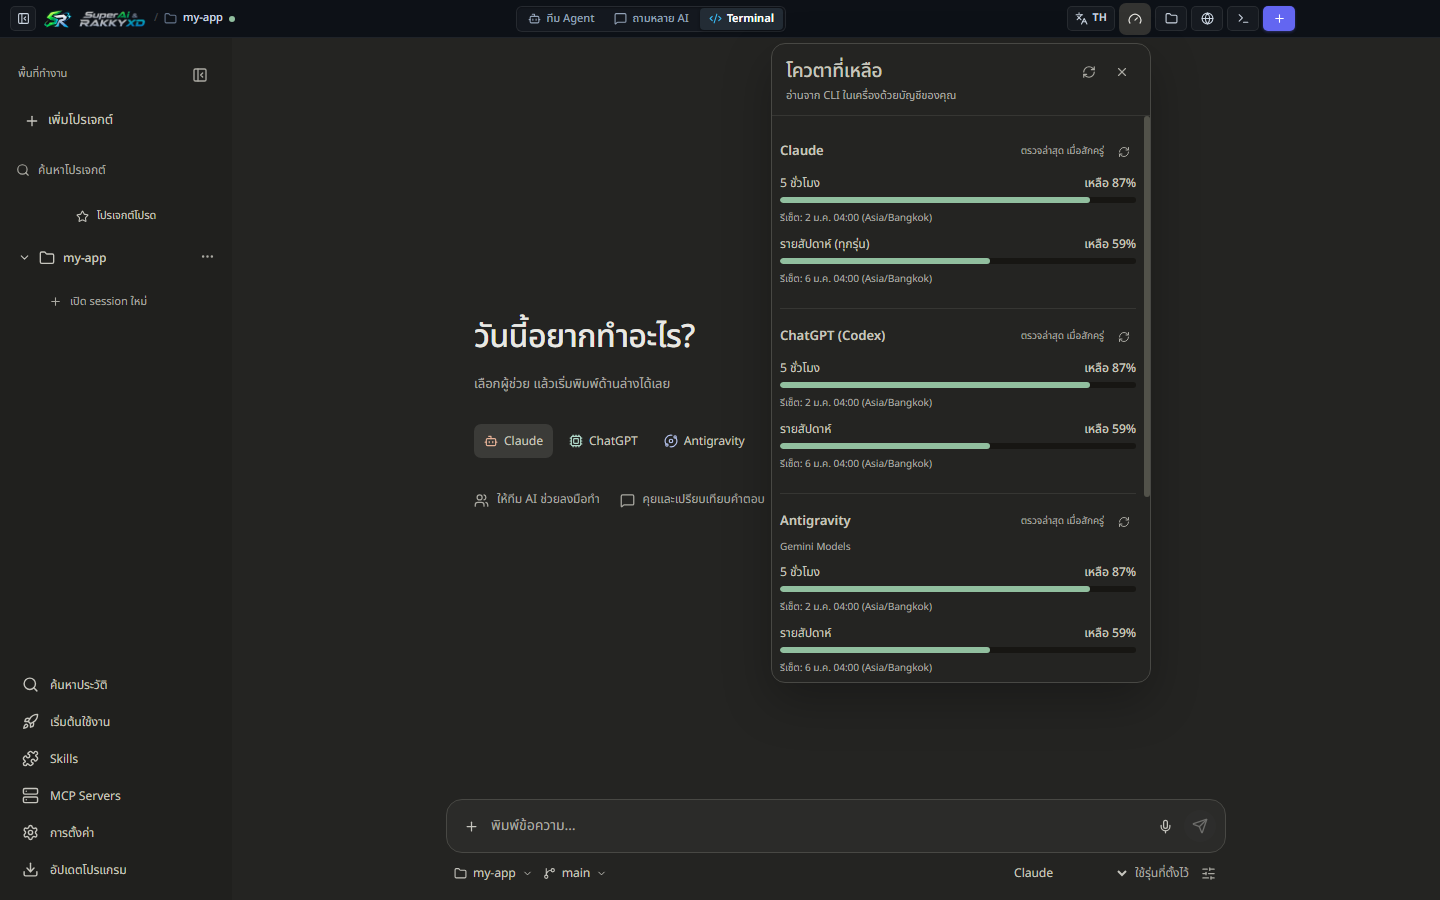 SuperAi & RAKKYXD / my-app
ทีม Agent
ถามหลาย AI
Terminal
TH
พื้นที่ทำงาน
เพิ่มโปรเจกต์
ค้นหาโปรเจกต์
โปรเจกต์โปรด
my-app
เปิด session ใหม่
ค้นหาประวัติ
เริ่มต้นใช้งาน
Skills
MCP Servers
การตั้งค่า
อัปเดตโปรแกรม
วันนี้อยากทำอะไร?
เลือกผู้ช่วย แล้วเริ่มพิมพ์ด้านล่างได้เลย
Claude
ChatGPT
Antigravity
ให้ทีม AI ช่วยลงมือทำ
คุยและเปรียบเทียบคำตอบ
โควตาที่เหลือ
อ่านจาก CLI ในเครื่องด้วยบัญชีของคุณ
Claude ตรวจล่าสุด เมื่อสักครู่
5 ชั่วโมง เหลือ 87%
รีเซ็ต: 2 ม.ค. 04:00 (Asia/Bangkok)
รายสัปดาห์ (ทุกรุ่น) เหลือ 59%
รีเซ็ต: 6 ม.ค. 04:00 (Asia/Bangkok)
ChatGPT (Codex) ตรวจล่าสุด เมื่อสักครู่
5 ชั่วโมง เหลือ 87%
รีเซ็ต: 2 ม.ค. 04:00 (Asia/Bangkok)
รายสัปดาห์ เหลือ 59%
รีเซ็ต: 6 ม.ค. 04:00 (Asia/Bangkok)
Antigravity ตรวจล่าสุด เมื่อสักครู่
Gemini Models
5 ชั่วโมง เหลือ 87%
รีเซ็ต: 2 ม.ค. 04:00 (Asia/Bangkok)
รายสัปดาห์ เหลือ 59%
รีเซ็ต: 6 ม.ค. 04:00 (Asia/Bangkok)
พิมพ์ข้อความ...
my-app
main
Claude
ใช้รุ่นที่ตั้งไว้